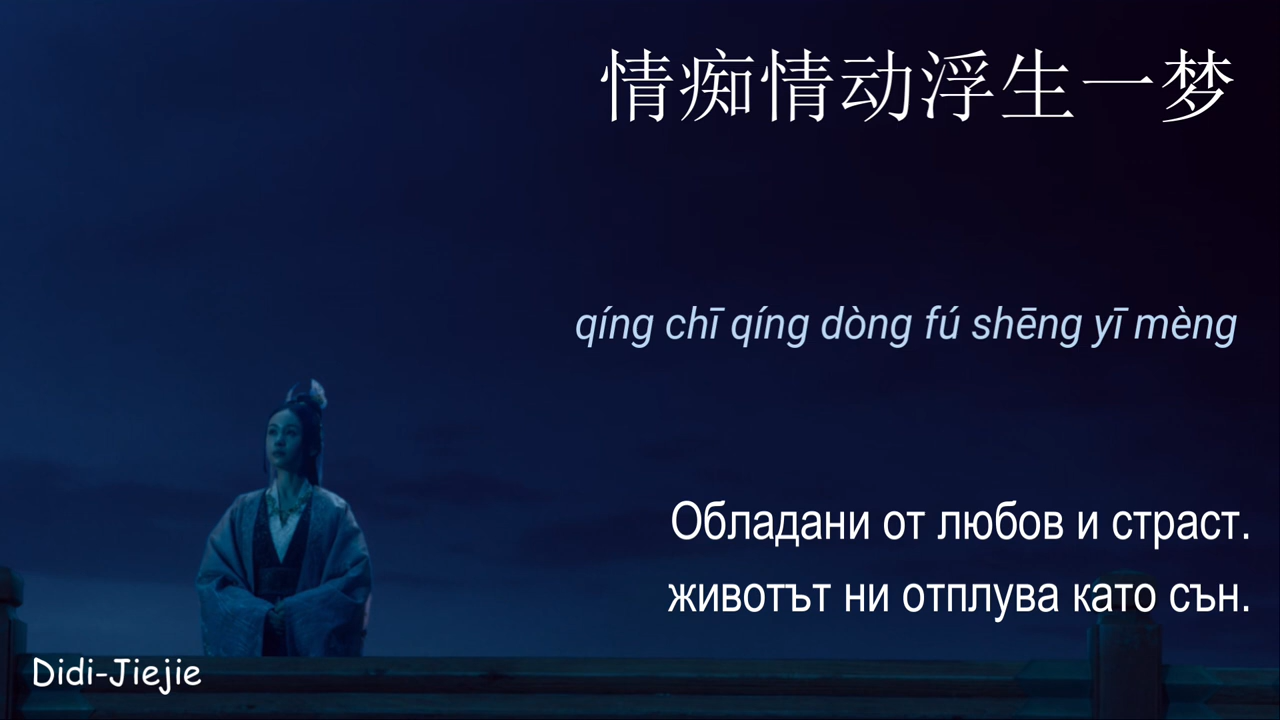 情痴情动浮生一梦
qíng chī qíng dòng fú shēng yī mèng
Обладани от любов и страст.
животът ни отплува като сън.
Didi-Jiejie